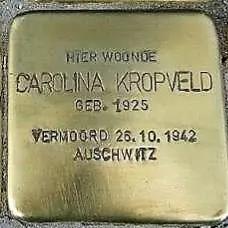 HIER WOONDE
CAROLINA KROPVELD
GEB. 1925
VERMOORD 26.10.1942
AUSCHWITZ